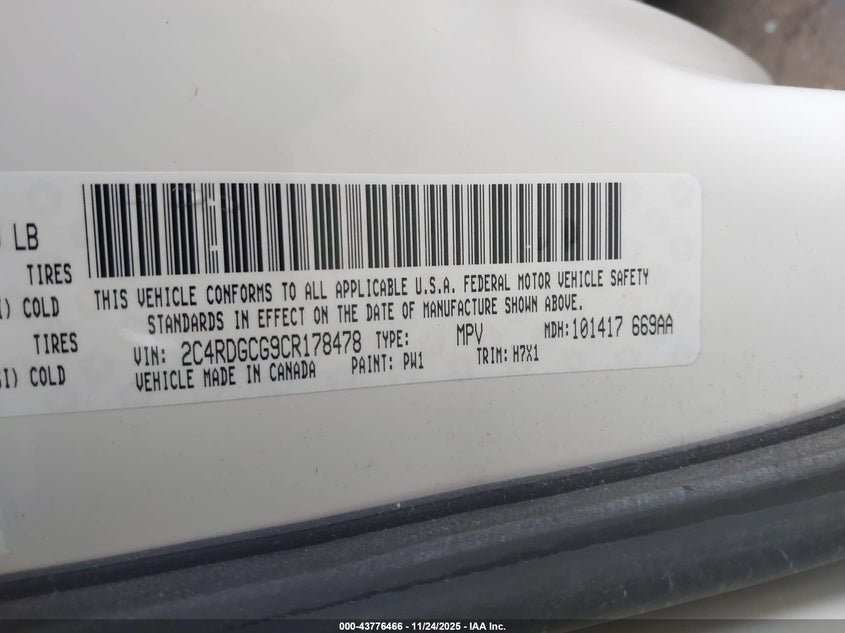 LB
TIRES
COLD
TIRES
COLD
THIS VEHICLE CONFORMS TO ALL APPLICABLE U.S.A. FEDERAL MOTOR VEHICLE SAFETY
STANDARDS IN EFFECT ON THE DATE OF MANUFACTURE SHOWN ABOVE.
VIN: 2C4RDGCG9CR178478 TYPE: MPV MDH:101417 669AA
VEHICLE MADE IN CANADA PAINT: PW1 TRIM: H7X1
000-43776466 - 11/24/2025 - IAA Inc.